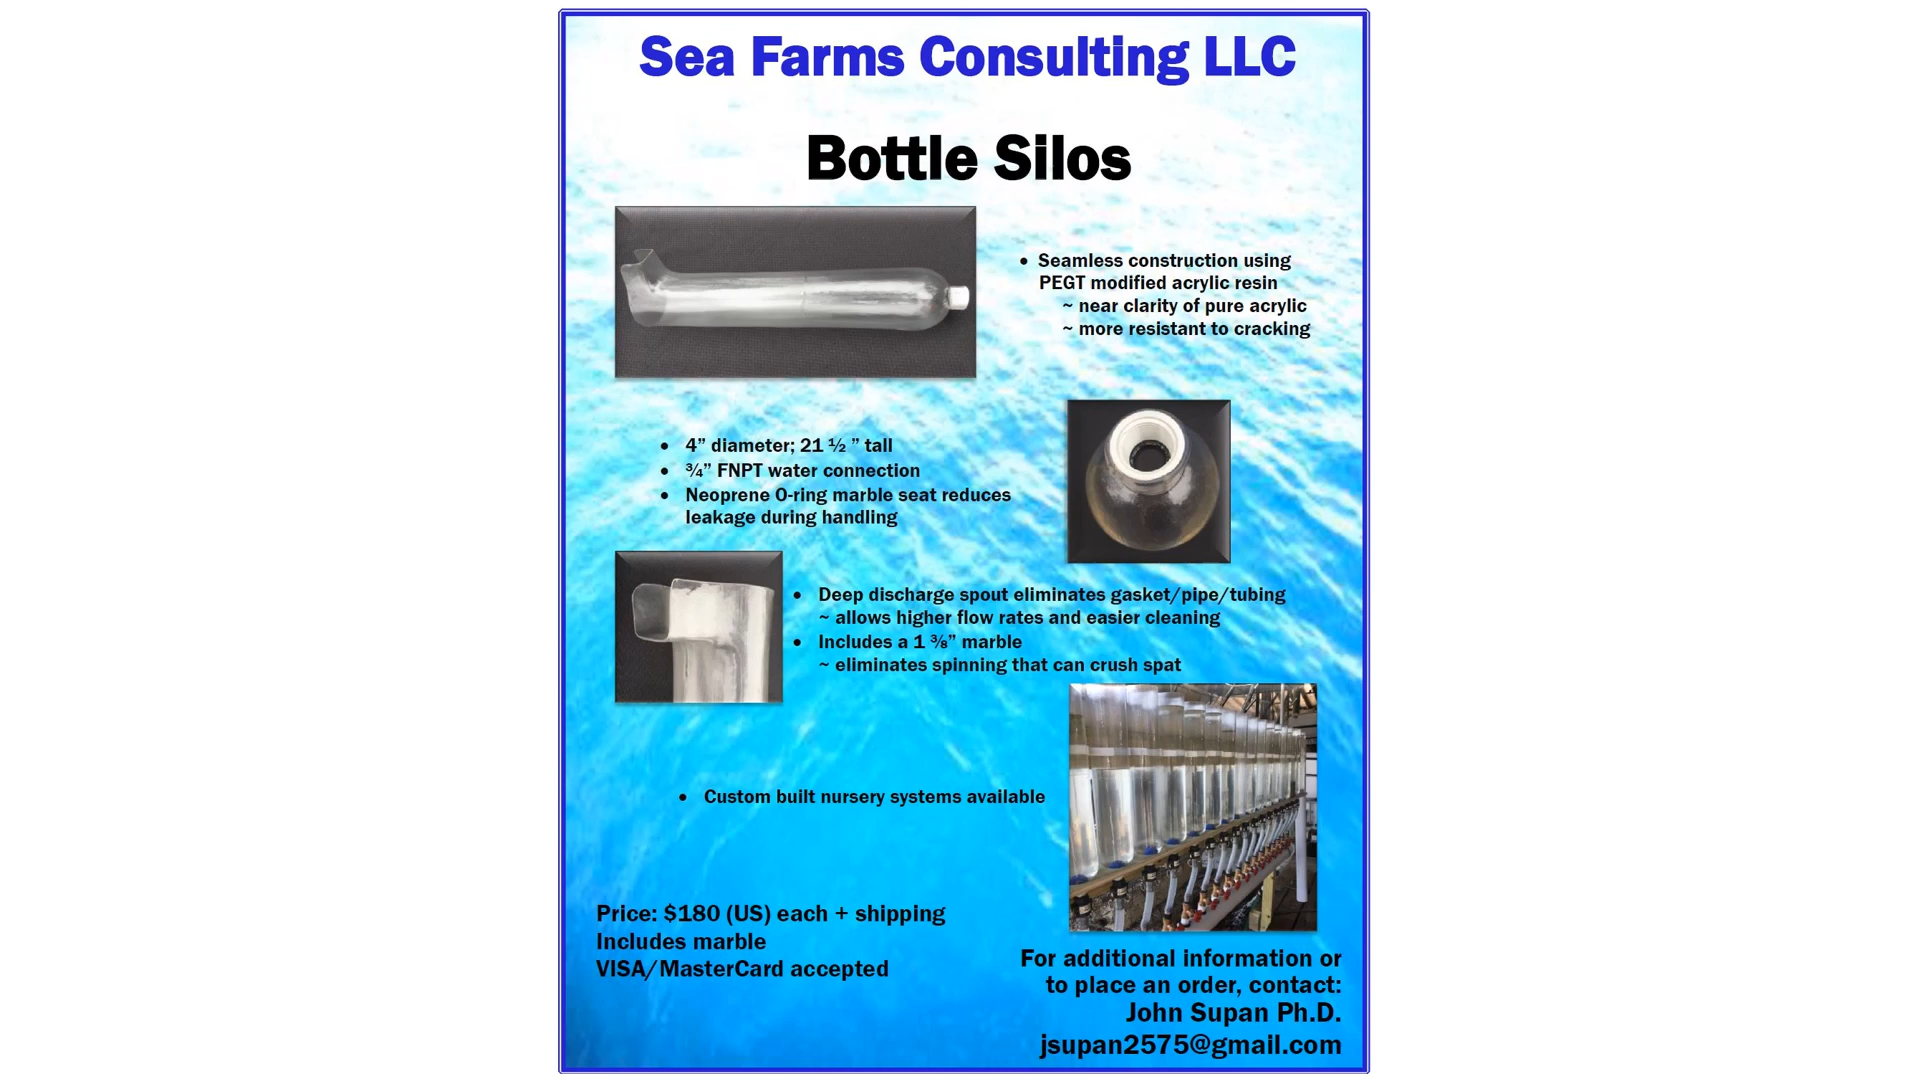 Sea Farms Consulting LLC
Bottle Silos
• Seamless construction using
PEGT modified acrylic resin
~ near clarity of pure acrylic
~ more resistant to cracking
• 4” diameter; 21 ½ ” tall
• ¾” FNPT water connection
• Neoprene O-ring marble seat reduces
leakage during handling
• Deep discharge spout eliminates gasket/pipe/tubing
~ allows higher flow rates and easier cleaning
• Includes a 1 ⅜” marble
~ eliminates spinning that can crush spat
• Custom built nursery systems available
Price: $180 (US) each + shipping
Includes marble
VISA/MasterCard accepted
For additional information or
to place an order, contact:
John Supan Ph.D.
jsupan2575@gmail.com